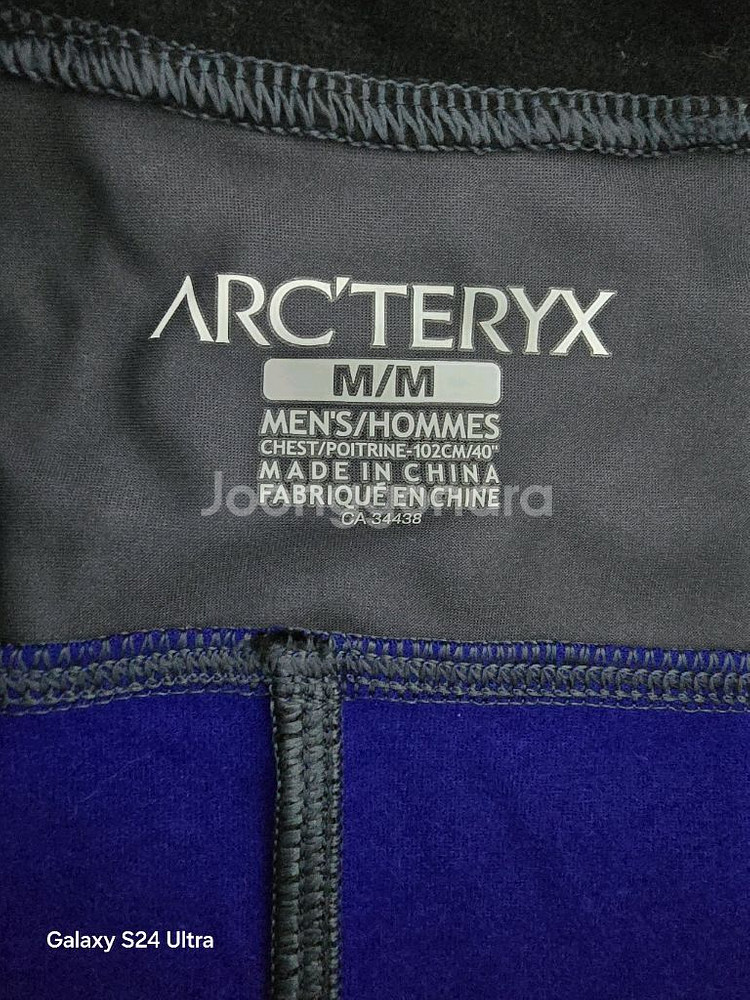 ARC'TERYX
M/M
MEN'S/HOMMES
CHEST/POITRINE-102CM/40"
MADE IN CHINA
FABRIQUÉ EN CHINE
Joonggonara
CA 34438
Galaxy S24 Ultra